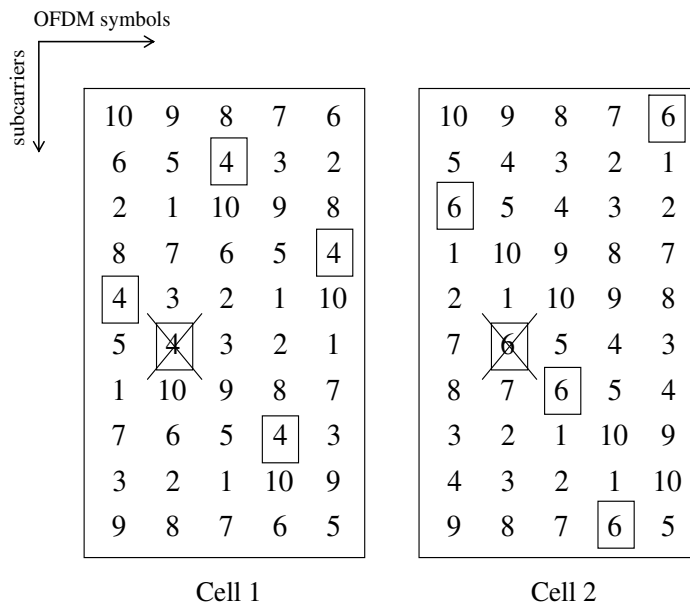 OFDM symbols
subcarriers
10 9 8 7 6
6 5 4 3 2
2 1 10 9 8
8 7 6 5 4
4 3 2 1 10
5 4 3 2 1
1 10 9 8 7
7 6 5 4 3
3 2 1 10 9
9 8 7 6 5
Cell 1
10 9 8 7 6
5 4 3 2 1
6 5 4 3 2
1 10 9 8 7
2 1 10 9 8
7 6 5 4 3
8 7 6 5 4
3 2 1 10 9
4 3 2 1 10
9 8 7 6 5
Cell 2